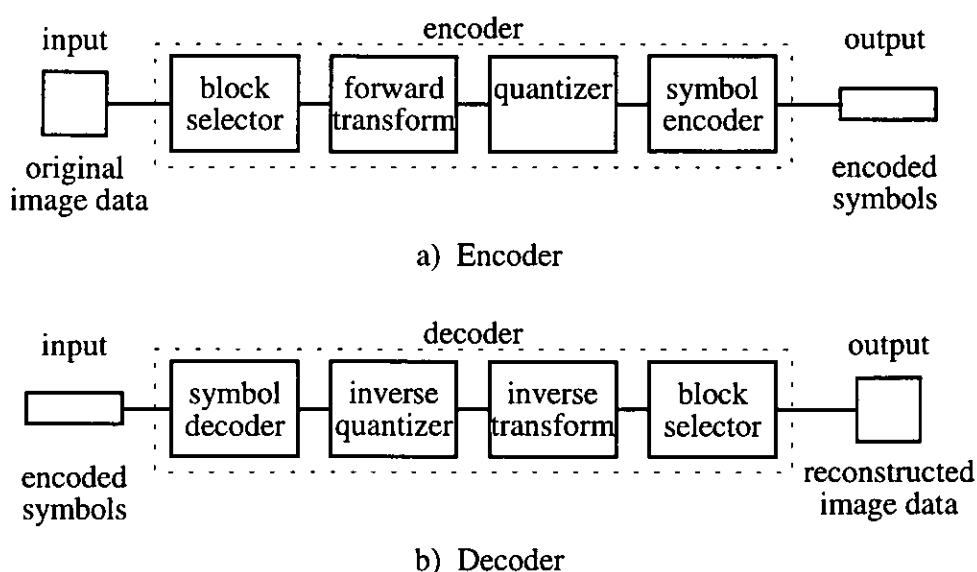 encoder
input
output
block
selector
forward
transform
quantizer
symbol
encoder
original
image data
encoded
symbols
a) Encoder
decoder
input
output
symbol
decoder
inverse
quantizer
inverse
transform
block
selector
encoded
symbols
reconstructed
image data
b) Decoder